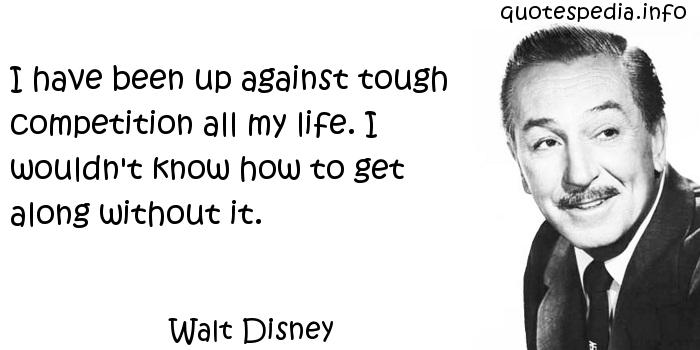 quotespedia.info
I have been up against tough
competition all my life. I
wouldn't know how to get
along without it.
Walt Disney